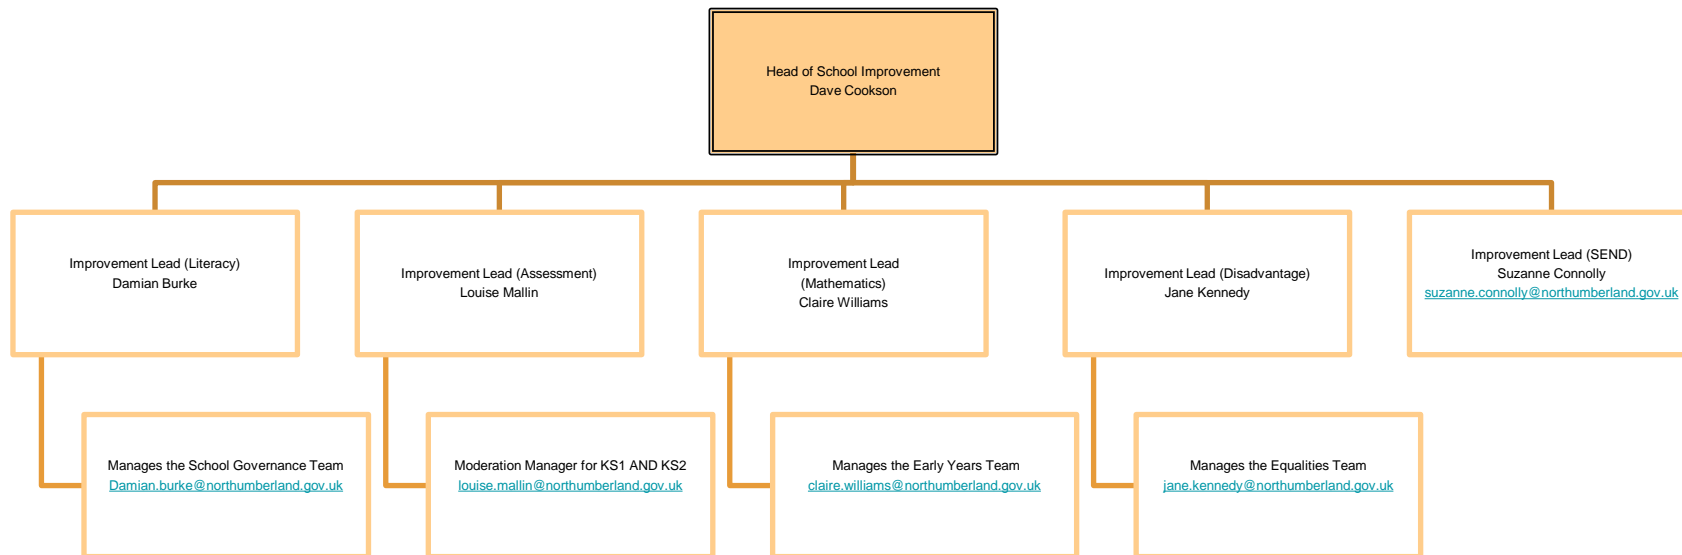 Head of School Improvement
Dave Cookson
Improvement Lead (Literacy)
Damian Burke
Improvement Lead (Assessment)
Louise Mallin
Improvement Lead
(Mathematics)
Claire Williams
Improvement Lead (Disadvantage)
Jane Kennedy
Improvement Lead (SEND)
Suzanne Connolly
suzanne.connolly@northumberland.gov.uk
Manages the School Governance Team
Damian.burke@northumberland.gov.uk
Moderation Manager for KS1 AND KS2
louise.mallin@northumberland.gov.uk
Manages the Early Years Team
claire.williams@northumberland.gov.uk
Manages the Equalities Team
jane.kennedy@northumberland.gov.uk